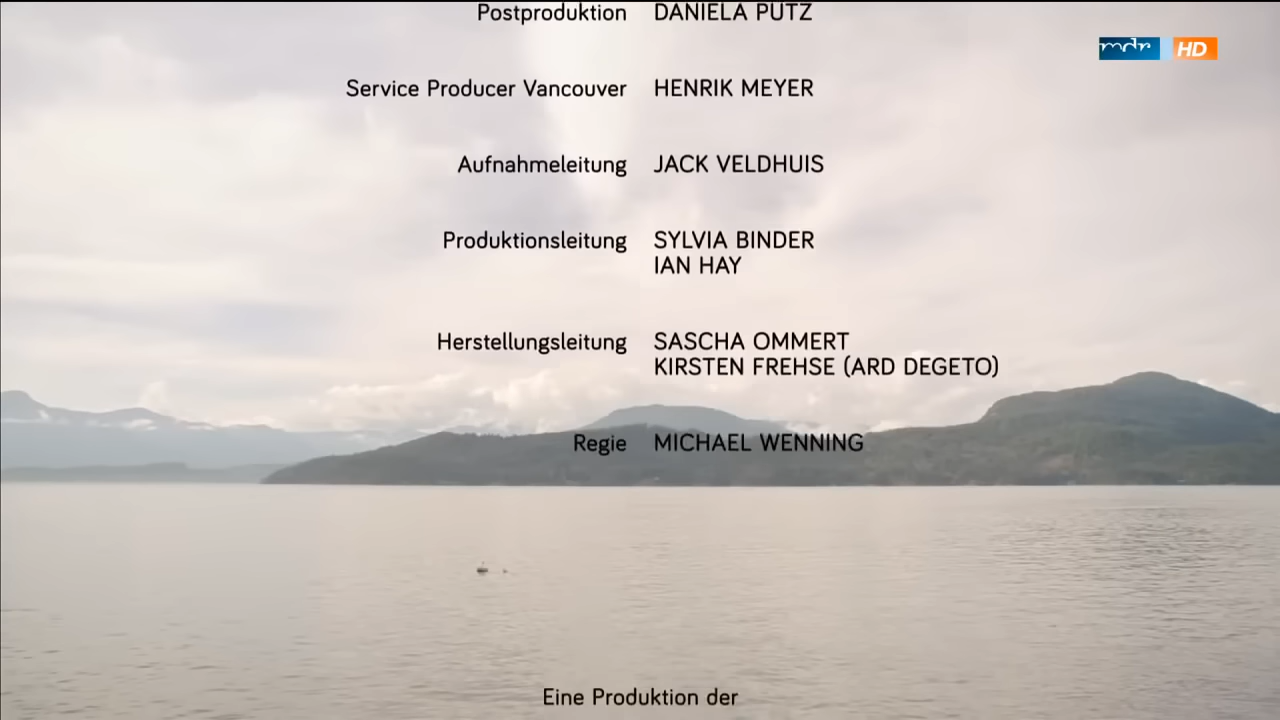 Postproduktion DANIELA PUTZ
mdr HD
Service Producer Vancouver HENRIK MEYER
Aufnahmeleitung JACK VELDHUIS
Produktionsleitung SYLVIA BINDER
IAN HAY
Herstellungsleitung SASCHA OMMERT
KIRSTEN FREHSE (ARD DEGETO)
Regie MICHAEL WENNING
Eine Produktion der